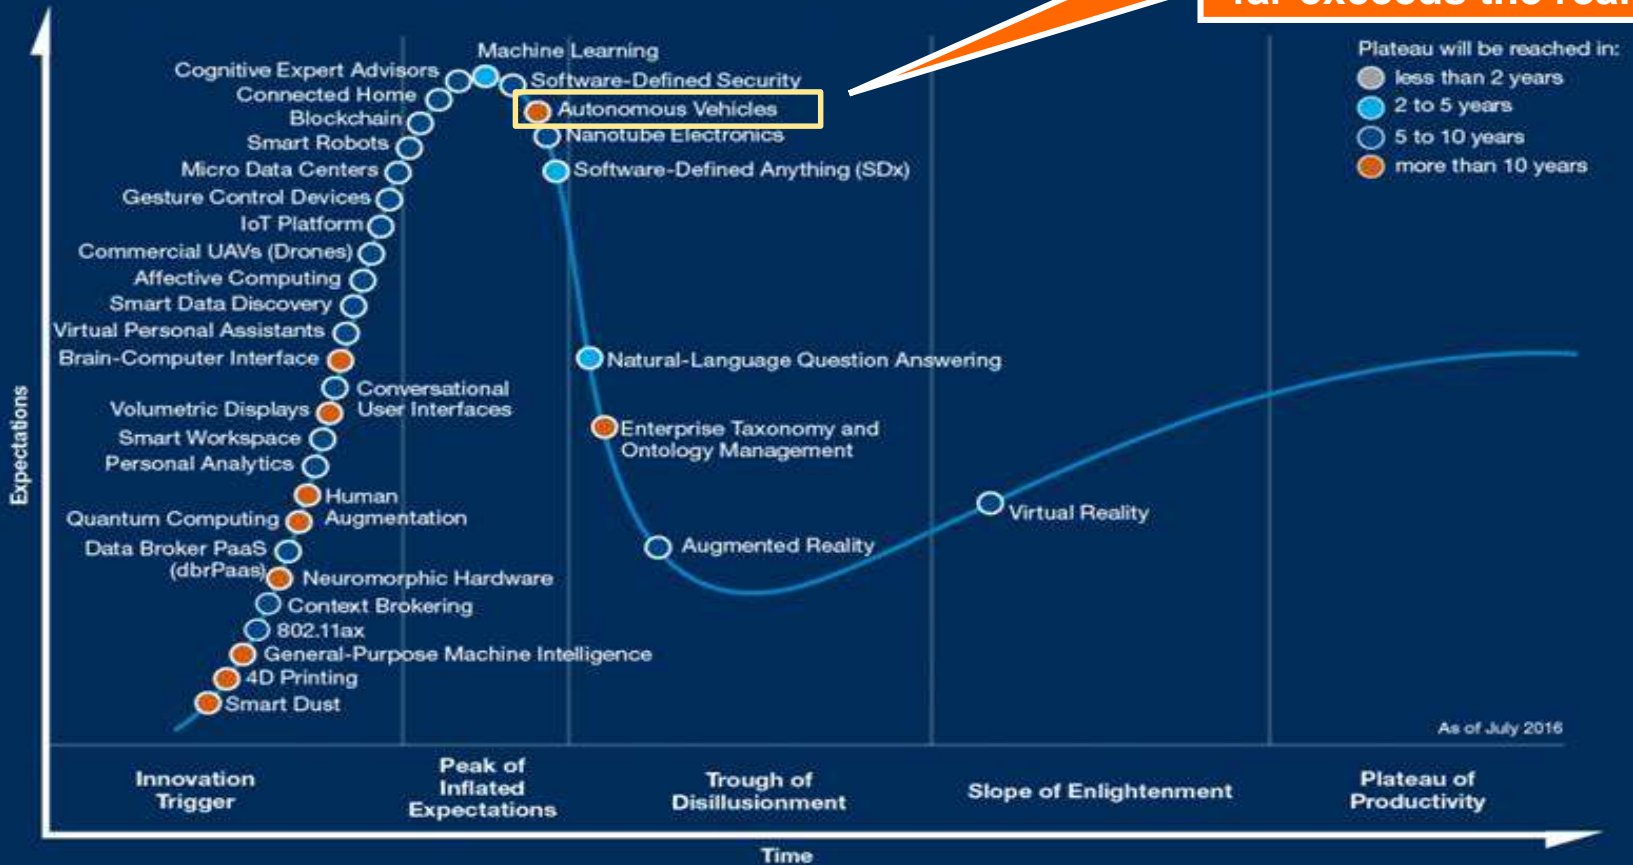 far exceeds the real
Machine Learning
Cognitive Expert Advisors
Software-Defined Security
Connected Home
Autonomous Vehicles
Blockchain
Nanotube Electronics
Smart Robots
Micro Data Centers
Software-Defined Anything (SDx)
Gesture Control Devices
IoT Platform
Commercial UAVs (Drones)
Affective Computing
Smart Data Discovery
Virtual Personal Assistants
Brain-Computer Interface
Natural-Language Question Answering
Conversational
User Interfaces
Volumetric Displays
Enterprise Taxonomy and
Ontology Management
Smart Workspace
Personal Analytics
Human
Augmentation
Quantum Computing
Data Broker PaaS
(dbrPaas)
Augmented Reality
Virtual Reality
Neuromorphic Hardware
Context Brokering
802.11ax
General-Purpose Machine Intelligence
4D Printing
Smart Dust
Plateau will be reached in:
less than 2 years
2 to 5 years
5 to 10 years
more than 10 years
As of July 2016
Expectations
Innovation
Trigger
Peak of
Inflated
Expectations
Trough of
Disillusionment
Slope of Enlightenment
Plateau of
Productivity
Time